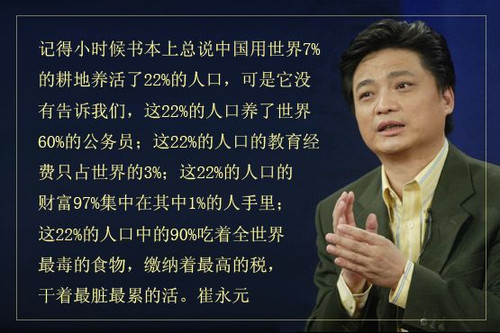 记得小时候书本上总说中国用世界7%
的耕地养活了22%的人口，可是它没
有告诉我们，这22%的人口养了世界
60%的公务员；这22%的人口的教育经
费只占世界的3%；这22%的人口的
财富97%集中在其中1%的人手里；
这22%的人口中的90%吃着全世界
最毒的食物，缴纳着最高的税，
干着最脏最累的活。崔永元